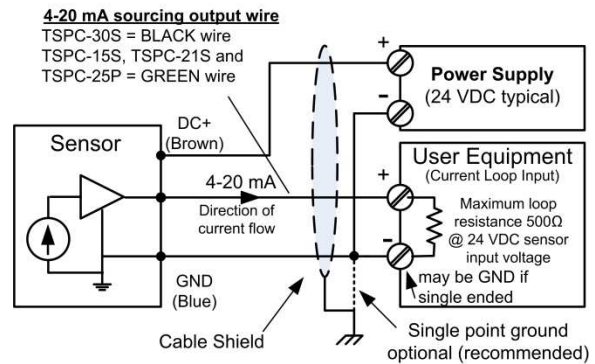 4-20 mA sourcing output wire
TSPC-30S = BLACK wire
TSPC-15S, TSPC-21S and
TSPC-25P = GREEN wire
+
Power Supply
(24 VDC typical)
-
DC+
(Brown)
Sensor
User Equipment
(Current Loop Input)
+
4-20 mA
Direction of
current flow
Maximum loop
resistance 500Ω
@ 24 VDC sensor
input voltage
-
may be GND if
single ended
GND
(Blue)
Cable Shield
Single point ground
optional (recommended)